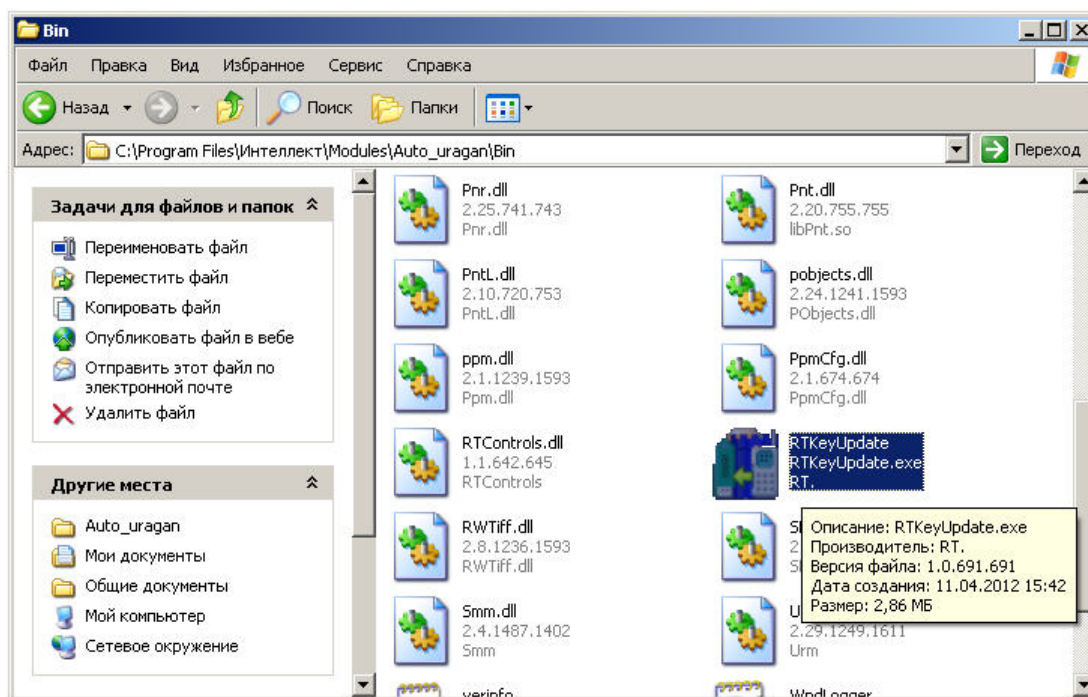 Bin
Файл Правка Вид Избранное Сервис Справка
Назад Поиск Папки
Адрес: C:\Program Files\Интеллект\Modules\Auto_uragan\Bin Переход
Задачи для файлов и папок
Переименовать файл
Переместить файл
Копировать файл
Опубликовать файл в вебе
Отправить этот файл по
электронной почте
Удалить файл
Другие места
Auto_uragan
Мои документы
Общие документы
Мой компьютер
Сетевое окружение
Pnr.dll
2.25.741.743
Pnr.dll
Pnt.dll
2.20.755.755
libPnt.so
PntL.dll
2.10.720.753
PntL.dll
pobjects.dll
2.24.1241.1593
PObjects.dll
ppm.dll
2.1.1239.1593
Ppm.dll
PpmCfg.dll
2.1.674.674
PpmCfg.dll
RTControls.dll
1.1.642.645
RTControls
RTKeyUpdate
RTKeyUpdate.exe
RT.
RWTiff.dll
2.8.1236.1593
RWTiff.dll
Описание: RTKeyUpdate.exe
Производитель: RT.
Версия файла: 1.0.691.691
Дата создания: 11.04.2012 15:42
Размер: 2,86 МБ
Smm.dll
2.4.1487.1402
Smm
2.29.1249.1611
Urm
verinfo
WndLogger